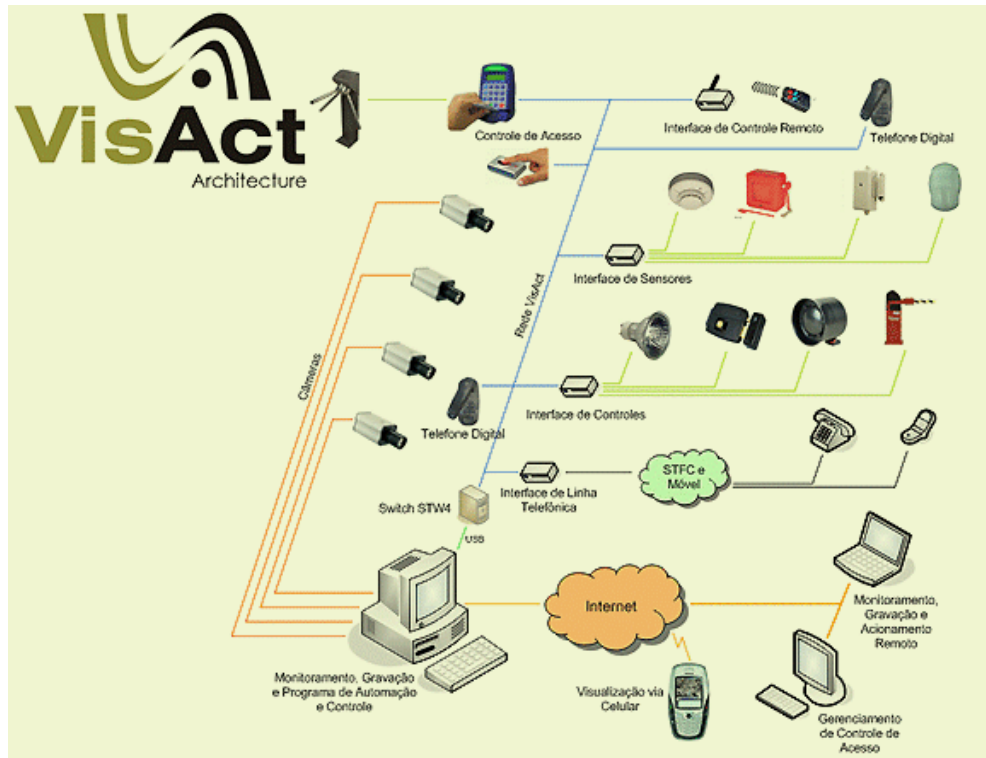 VisAct
Architecture
Controle de Acesso
Interface de Controle Remoto
Telefone Digital
Interface de Sensores
Rede VisAct
Câmeras
Interface de Controles
Telefone Digital
STFC e
Móvel
Interface de Linha
Telefônica
Switch STW4
USB
Internet
Monitoramento,
Gravação e
Acionamento
Remoto
Monitoramento, Gravação
e Programa de Automação
e Controle
Visualização via
Celular
Gerenciamento
de Controle de
Acesso